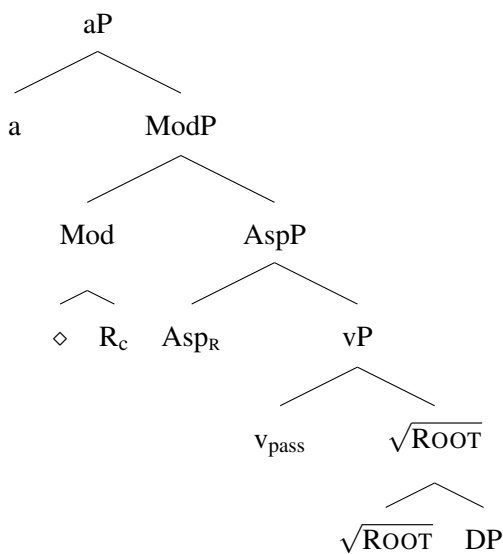 aP
a ModP
Mod AspP
◇ R_c Asp_R vP
v_pass √ROOT
√ROOT DP